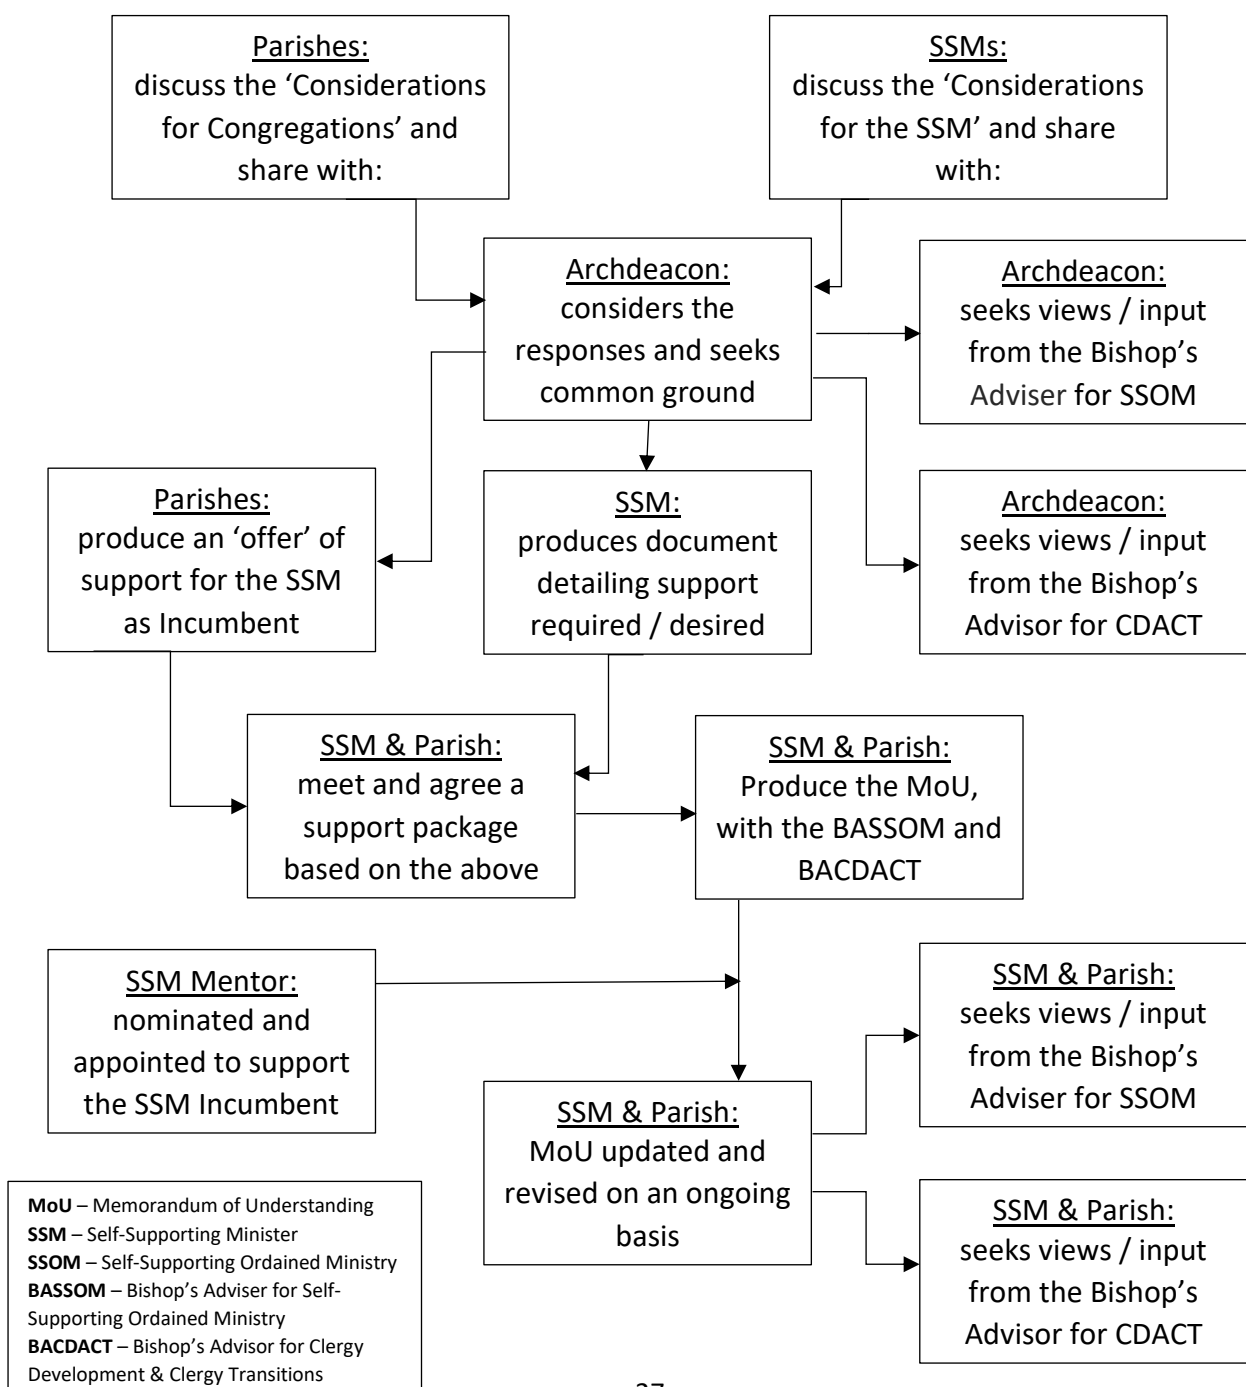 Parishes:
discuss the ‘Considerations
for Congregations’ and
share with:
SSMs:
discuss the ‘Considerations
for the SSM’ and share
with:
Archdeacon:
considers the
responses and seeks
common ground
Archdeacon:
seeks views / input
from the Bishop’s
Adviser for SSOM
Parishes:
produce an ‘offer’ of
support for the SSM
as Incumbent
SSM:
produces document
detailing support
required / desired
Archdeacon:
seeks views / input
from the Bishop’s
Advisor for CDACT
SSM & Parish:
meet and agree a
support package
based on the above
SSM & Parish:
Produce the MoU,
with the BASSOM and
BACDACT
SSM Mentor:
nominated and
appointed to support
the SSM Incumbent
SSM & Parish:
seeks views / input
from the Bishop’s
Adviser for SSOM
SSM & Parish:
MoU updated and
revised on an ongoing
basis
SSM & Parish:
seeks views / input
from the Bishop’s
Advisor for CDACT
MoU – Memorandum of Understanding
SSM – Self-Supporting Minister
SSOM – Self-Supporting Ordained Ministry
BASSOM – Bishop’s Adviser for Self-
Supporting Ordained Ministry
BACDACT – Bishop’s Advisor for Clergy
Development & Clergy Transitions